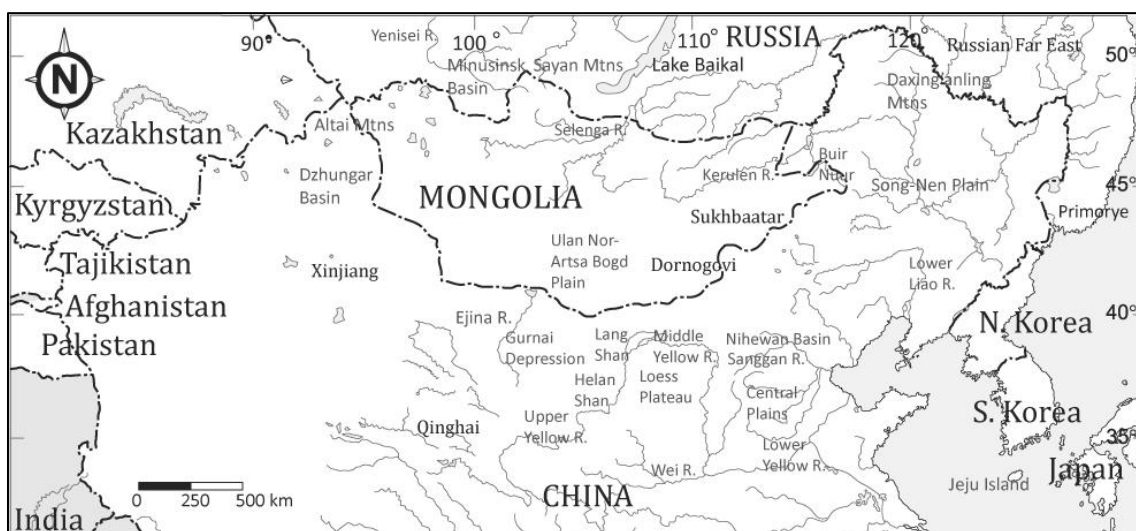 90°
100°
110°
120°
50°
Yenisei R.
RUSSIA
Russian Far East
Minusinsk
Basin
Sayan Mtns
Lake Baikal
Daxing'anling
Mtns
N
Kazakhstan
Altai Mtns
Selenga R.
Dzhungar
Basin
MONGOLIA
Kerulén R.
Buir
Nuur
Song-Nen Plain
45°
Kyrgyzstan
Sukhbaatar
Primorye
Tajikistan
Xinjiang
Ulan Nor-
Artsa Bogd
Plain
Dornogovi
Lower
Liao R.
Afghanistan
40°
Pakistan
Ejina R.
Gurnai
Depression
Lang
Shan
Middle
Yellow R.
Nihewan Basin
Sanggan R.
N. Korea
Helan
Shan
Loess
Plateau
Central
Plains
Qinghai
Upper
Yellow R.
S. Korea
35°
Wei R.
Lower
Yellow R.
Japan
Jeju Island
0
250
500 km
CHINA
India